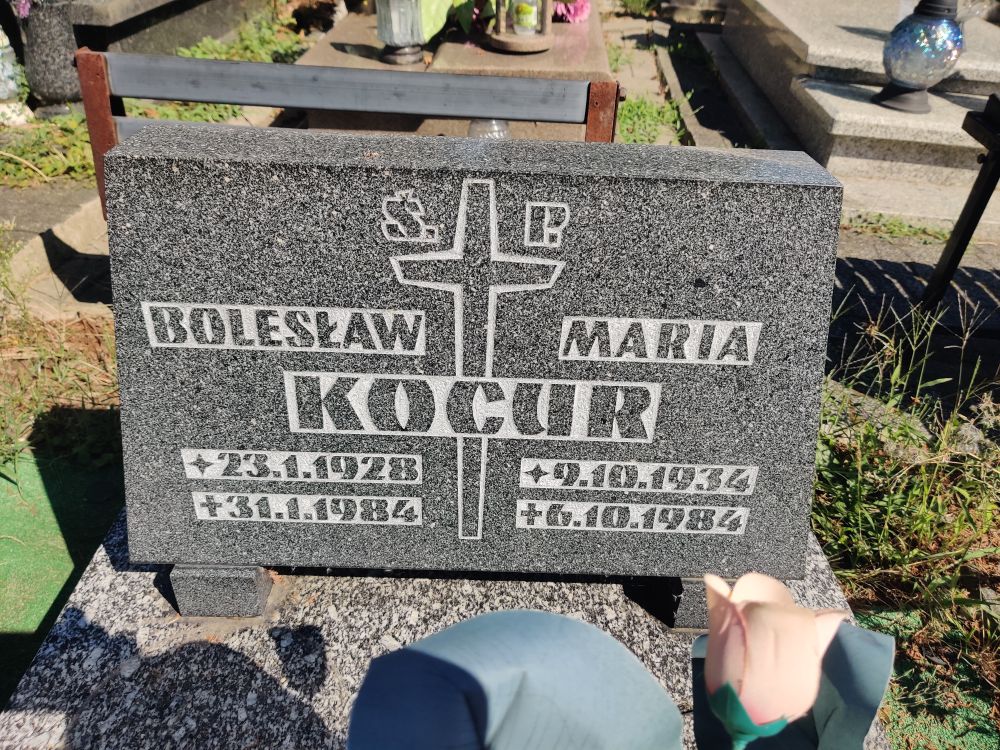 Ś. P.
BOLESŁAW MARIA
KOCUR
✦23.1.1928 ✦9.10.1934
✝31.1.1984 ✝6.10.1984